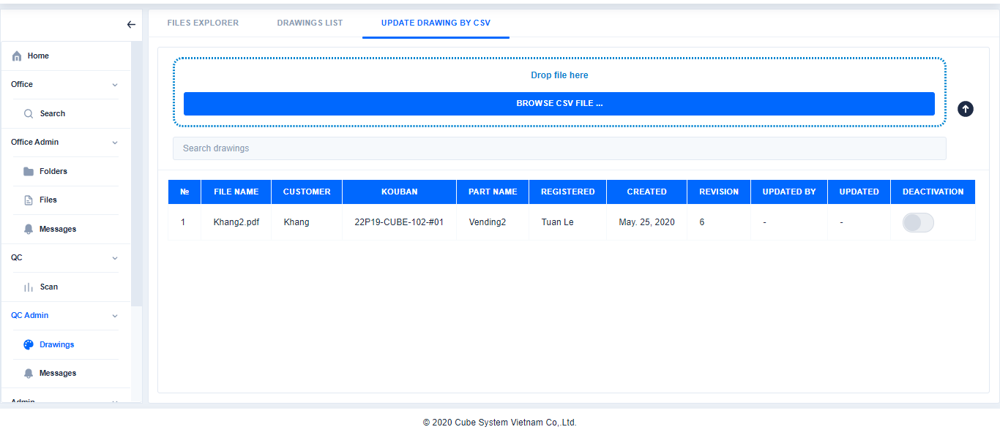 FILES EXPLORER DRAWINGS LIST UPDATE DRAWING BY CSV
Home
Office
Search
Office Admin
Folders
Files
Messages
QC
Scan
QC Admin
Drawings
Messages
Admin
Drop file here
BROWSE CSV FILE ...
Search drawings
№ FILE NAME CUSTOMER KOUBAN PART NAME REGISTERED CREATED REVISION UPDATED BY UPDATED DEACTIVATION
1 Khang2.pdf Khang 22P19-CUBE-102-#01 Vending2 Tuan Le May. 25, 2020 6 - -
© 2020 Cube System Vietnam Co,.Ltd.